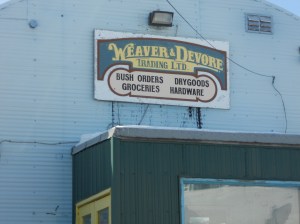 WEAVER & DEVORE
TRADING LTD.
BUSH ORDERS DRYGOODS
GROCERIES HARDWARE